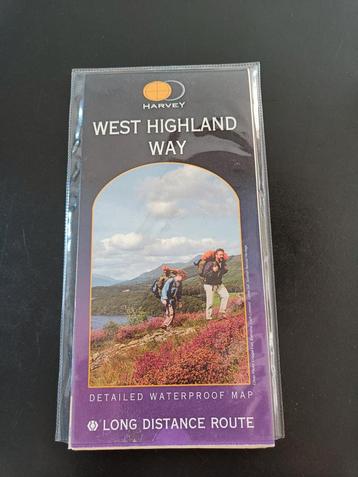 HARVEY
WEST HIGHLAND
WAY
DETAILED WATERPROOF MAP
LONG DISTANCE ROUTE